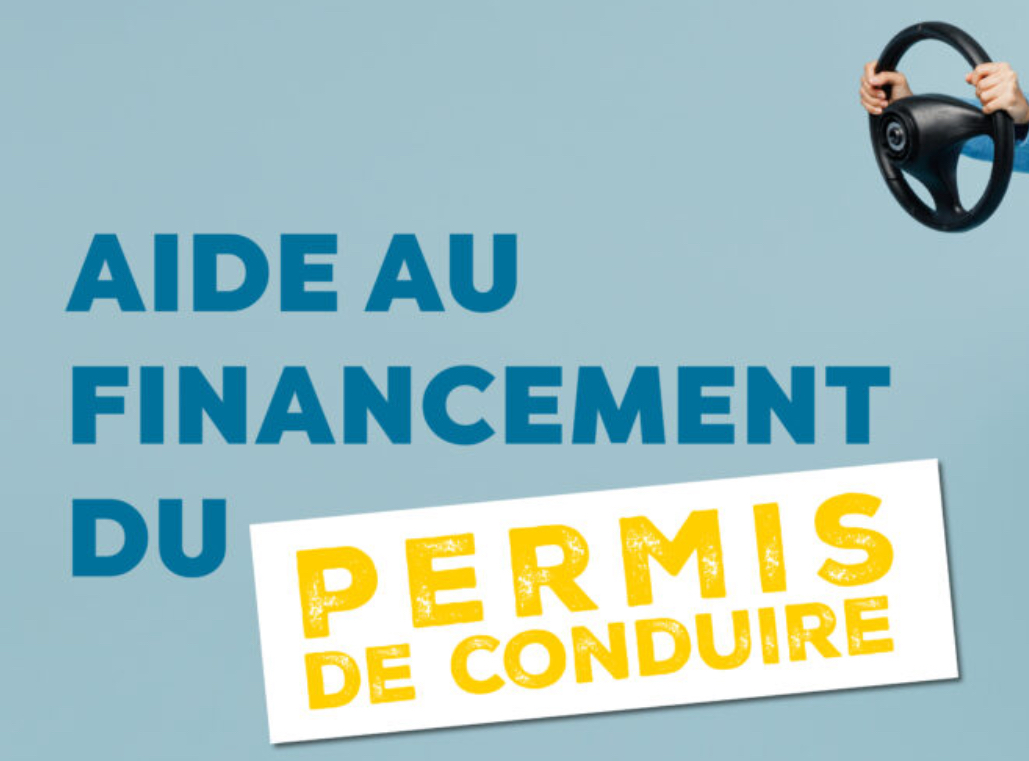 AIDE AU
FINANCEMENT
DU
PERMIS
DE CONDUIRE